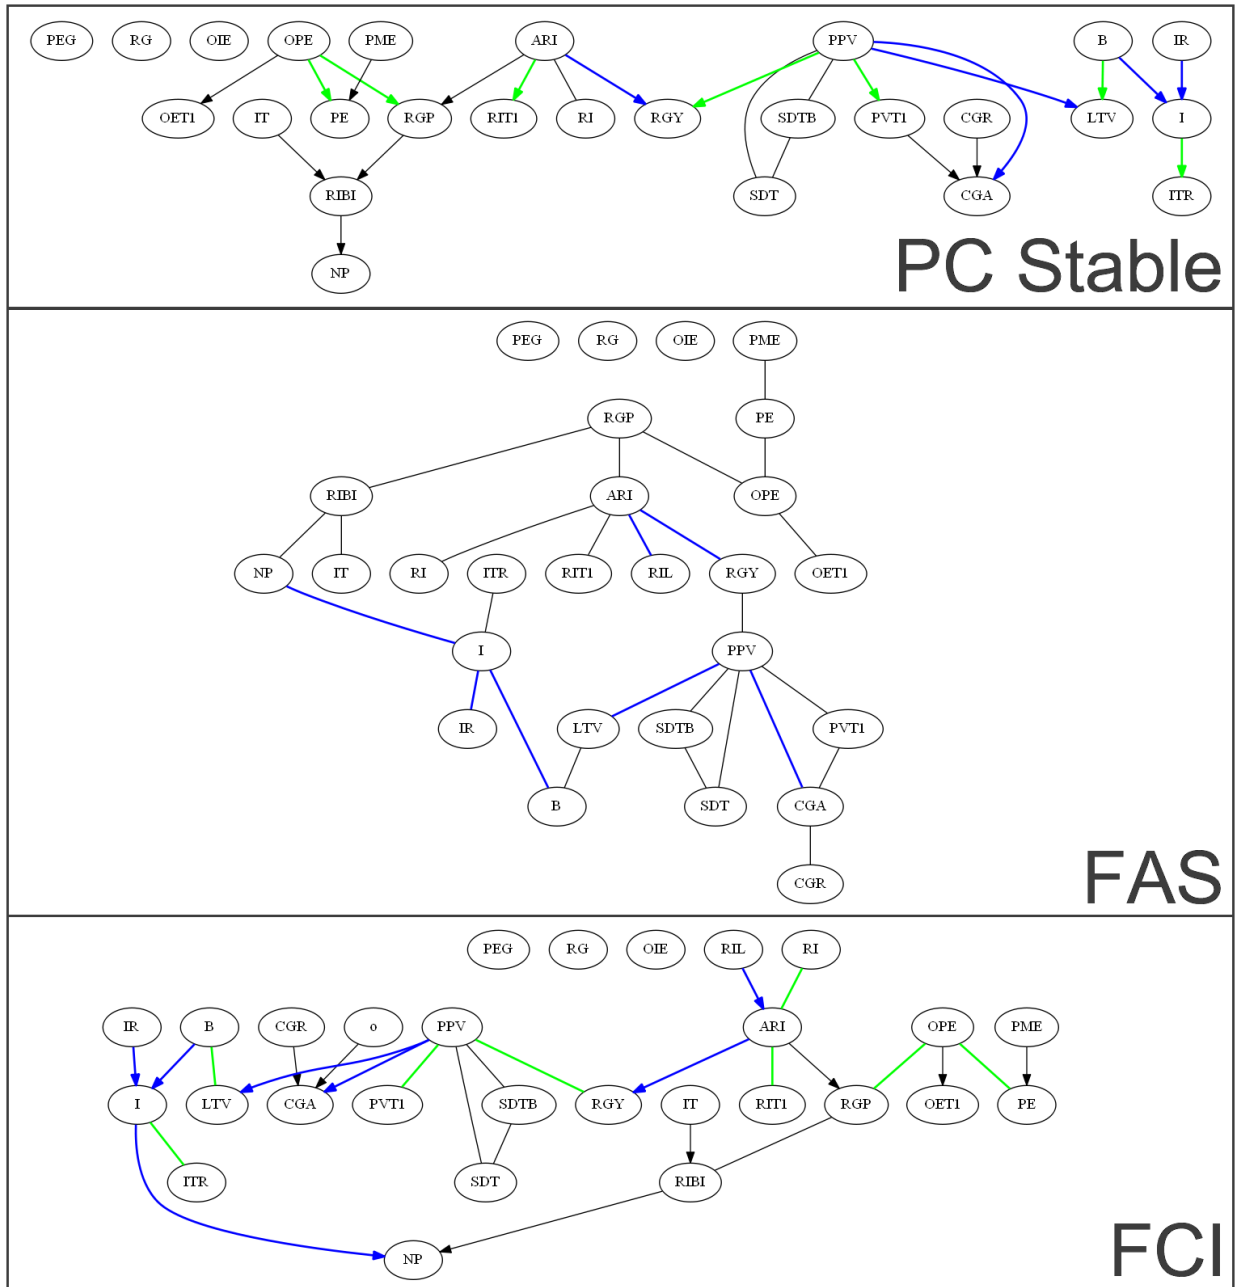 PEG RG OIE OPE PME ARI PPV B IR
OET1 IT PE RGP RIT1 RI RGY SDTB PVT1 CGR LTV I
RIBI SDT CGA ITR
NP
PC Stable
PEG RG OIE PME
RGP PE
RIBI ARI OPE
NP IT RI ITR RIT1 RIL RGY OET1
I PPV
IR LTV SDTB PVT1
B SDT CGA
CGR
FAS
PEG RG OIE RIL RI
IR B CGR o PPV ARI OPE PME
I LTV CGA PVT1 SDTB RGY IT RIT1 RGP OET1 PE
ITR SDT RIBI
NP
FCI